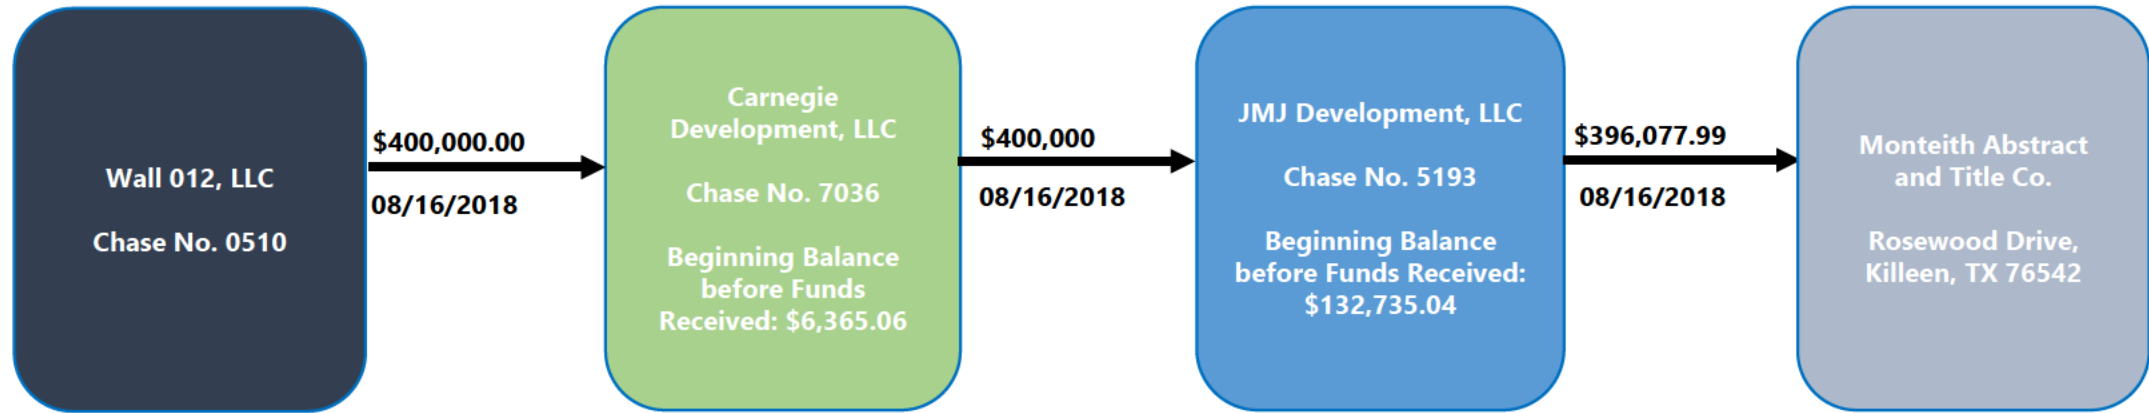 Wall 012, LLC
Chase No. 0510
$400,000.00
08/16/2018
Carnegie
Development, LLC
Chase No. 7036
Beginning Balance
before Funds
Received: $6,365.06
$400,000
08/16/2018
JMJ Development, LLC
Chase No. 5193
Beginning Balance
before Funds Received:
$132,735.04
$396,077.99
08/16/2018
Monteith Abstract
and Title Co.
Rosewood Drive,
Killeen, TX 76542